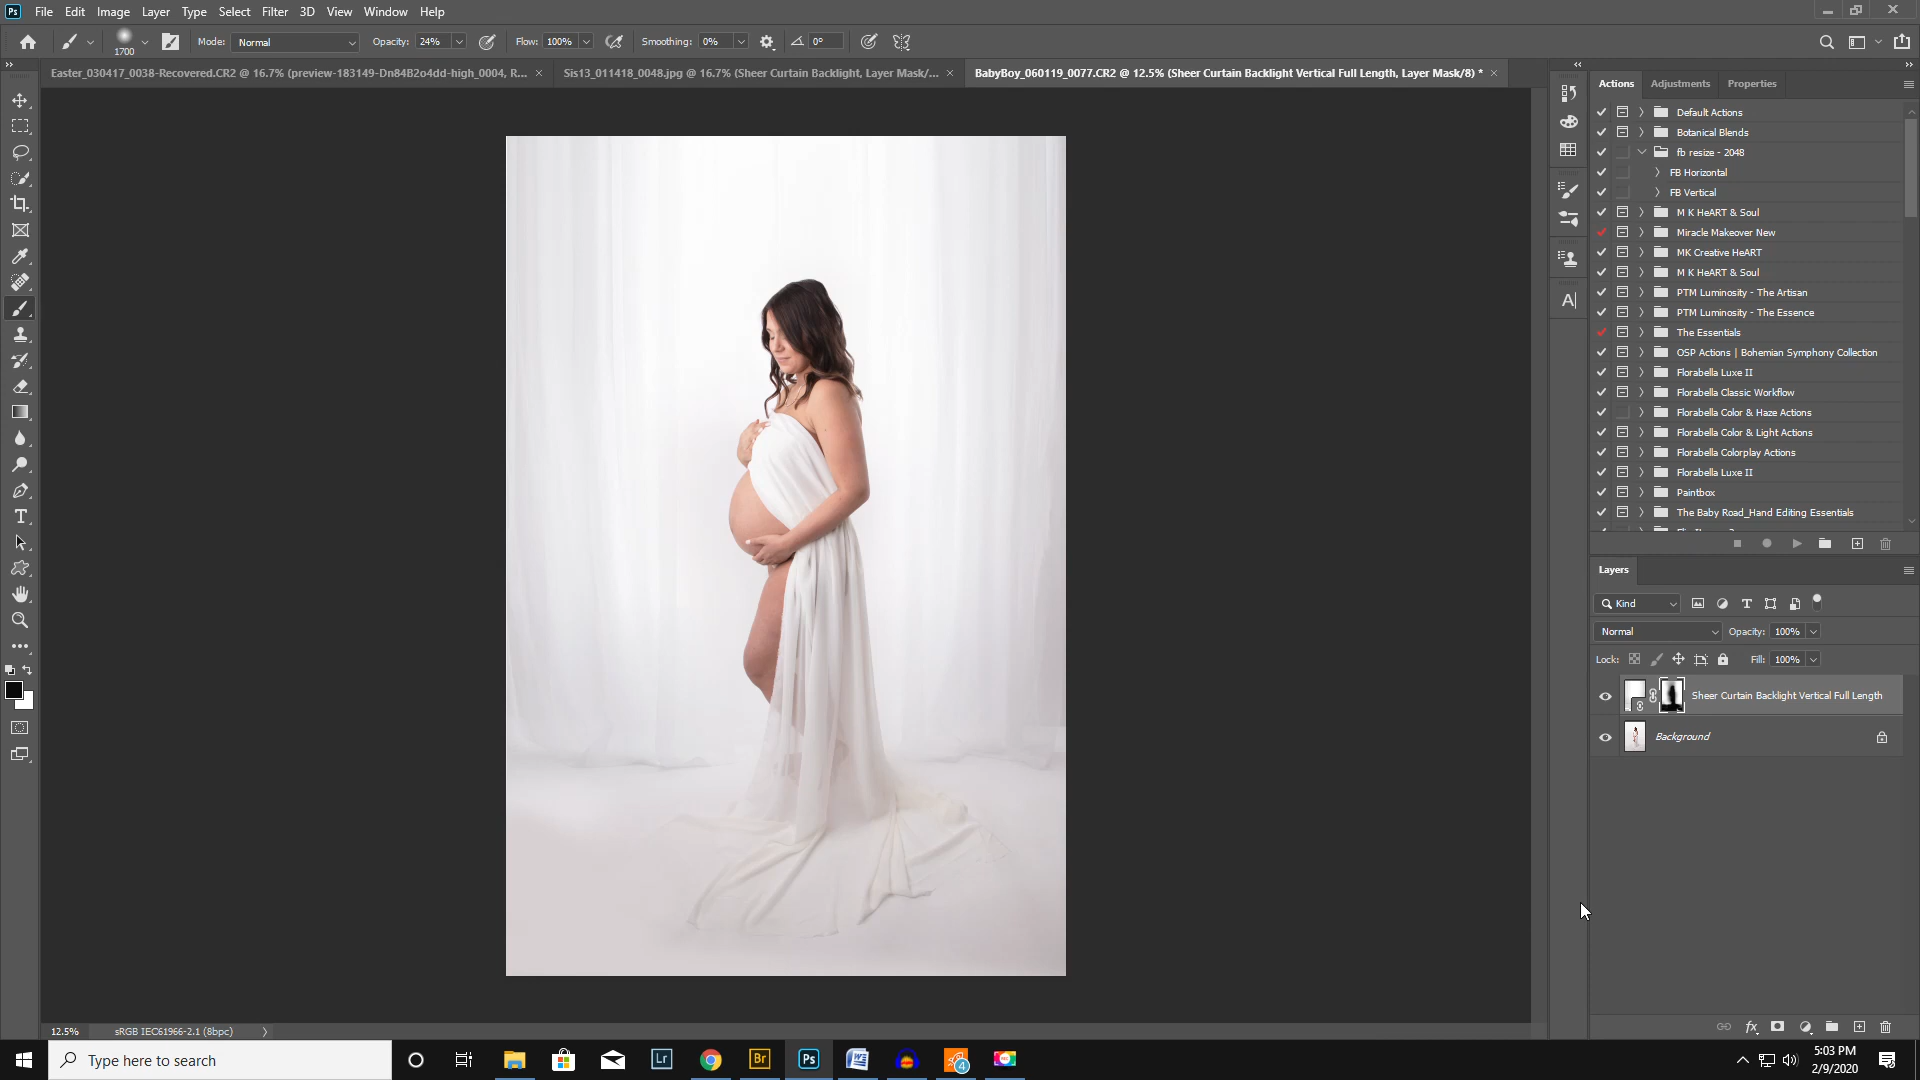 Ps File Edit Image Layer Type Select Filter 3D View Window Help
1700 Mode: Normal Opacity: 24% Flow: 100% Smoothing: 0% 0°
Easter_030417_0038-Recovered.CR2 @ 16.7% (preview-183149-Dn84B2o4dd-high_0004, R... × Sis13_011418_0048.jpg @ 16.7% (Sheer Curtain Backlight, Layer Mask/... × BabyBoy_060119_0077.CR2 @ 12.5% (Sheer Curtain Backlight Vertical Full Length, Layer Mask/8) * ×
Actions Adjustments Properties
Default Actions
Botanical Blends
fb resize - 2048
FB Horizontal
FB Vertical
M K HeART & Soul
Miracle Makeover New
MK Creative HeART
M K HeART & Soul
PTM Luminosity - The Artisan
PTM Luminosity - The Essence
The Essentials
OSP Actions | Bohemian Symphony Collection
Florabella Luxe II
Florabella Classic Workflow
Florabella Color & Haze Actions
Florabella Color & Light Actions
Florabella Colorplay Actions
Florabella Luxe II
Paintbox
The Baby Road_Hand Editing Essentials
Layers
Kind
Normal Opacity: 100%
Lock: Fill: 100%
Sheer Curtain Backlight Vertical Full Length
Background
12.5% sRGB IEC61966-2.1 (8bpc)
Type here to search
Lr Br Ps 4
5:03 PM
2/9/2020